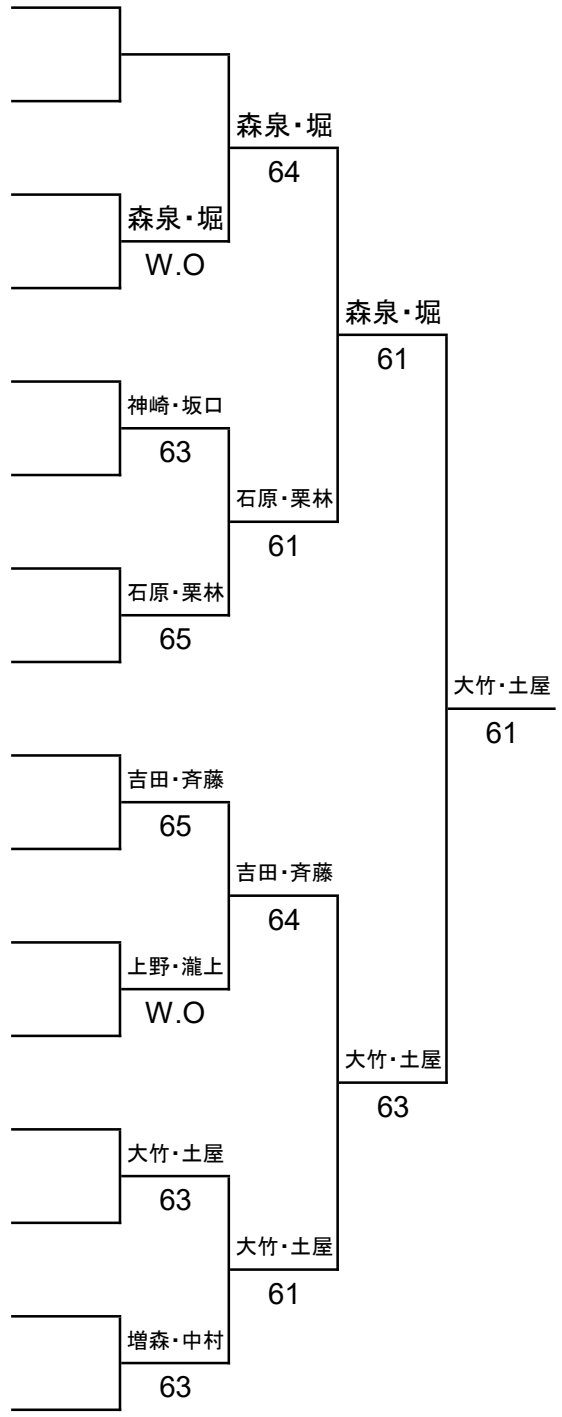 森泉・堀
64
森泉・堀
W.O
森泉・堀
61
神崎・坂口
63
石原・栗林
61
石原・栗林
65
大竹・土屋
61
吉田・斉藤
65
吉田・斉藤
64
上野・瀧上
W.O
大竹・土屋
63
大竹・土屋
63
大竹・土屋
61
増森・中村
63